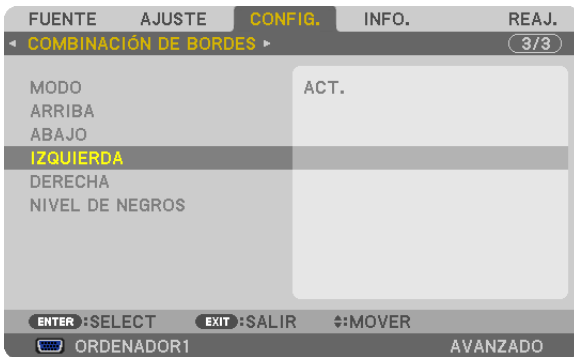 FUENTE AJUSTE CONFIG. INFO. REAJ.
COMBINACIÓN DE BORDES 3/3
MODO ACT.
ARRIBA
ABAJO
IZQUIERDA
DERECHA
NIVEL DE NEGROS
ENTER :SELECT EXIT :SALIR :MOVER
ORDENADOR1 AVANZADO